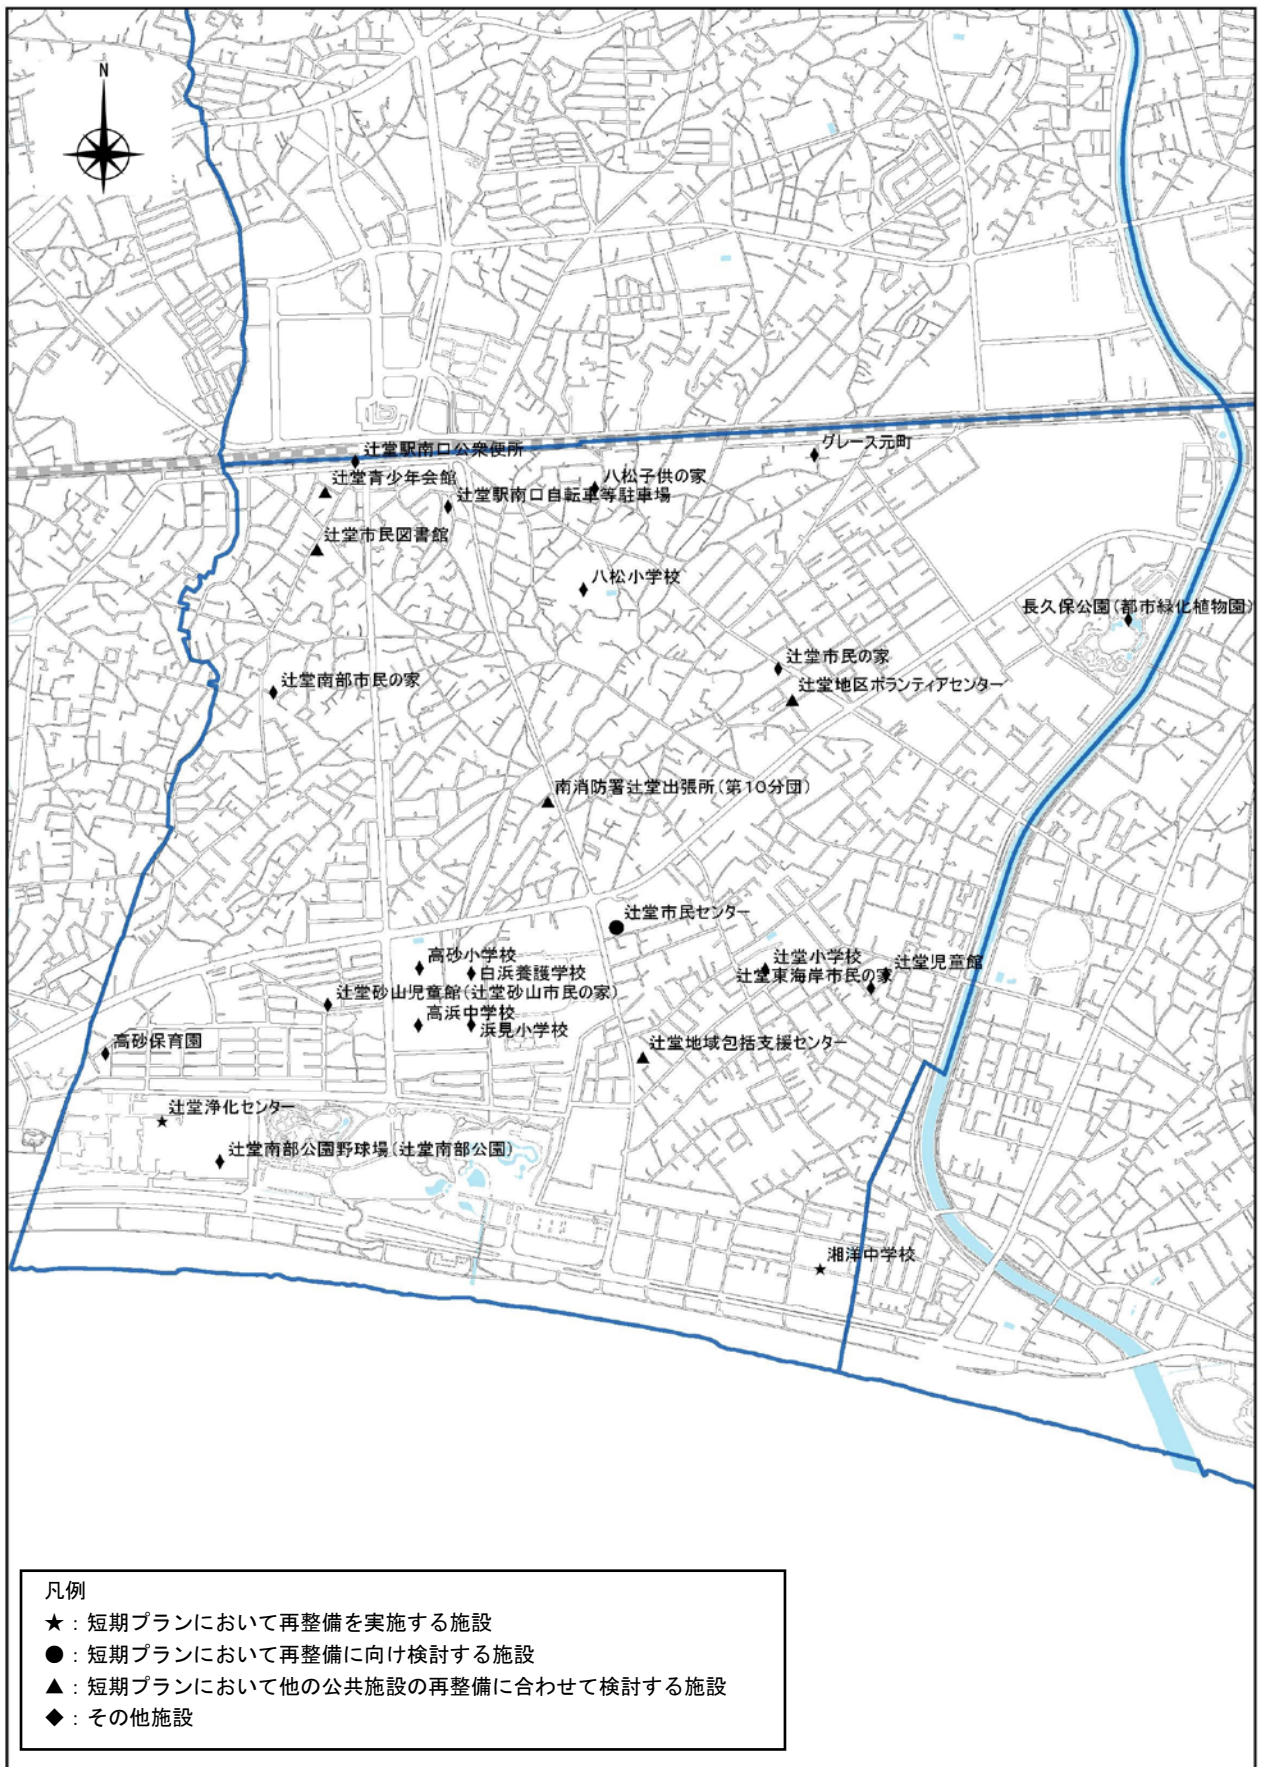 N
辻堂駅南口公衆便所
グレース元町
辻堂青少年会館
八松子供の家
辻堂駅南口自転車等駐車場
辻堂市民図書館
八松小学校
長久保公園(都市緑化植物園)
辻堂市民の家
辻堂南部市民の家
辻堂地区ボランティアセンター
南消防署辻堂出張所(第10分団)
辻堂市民センター
高砂小学校
白浜養護学校
辻堂小学校
辻堂児童館
辻堂東海岸市民の家
辻堂砂山児童館(辻堂砂山市民の家)
高浜中学校
浜見小学校
高砂保育園
辻堂地域包括支援センター
辻堂浄化センター
辻堂南部公園野球場(辻堂南部公園)
湘洋中学校
凡例
★:短期プランにおいて再整備を実施する施設
●:短期プランにおいて再整備に向け検討する施設
▲:短期プランにおいて他の公共施設の再整備に合わせて検討する施設
◆:その他施設